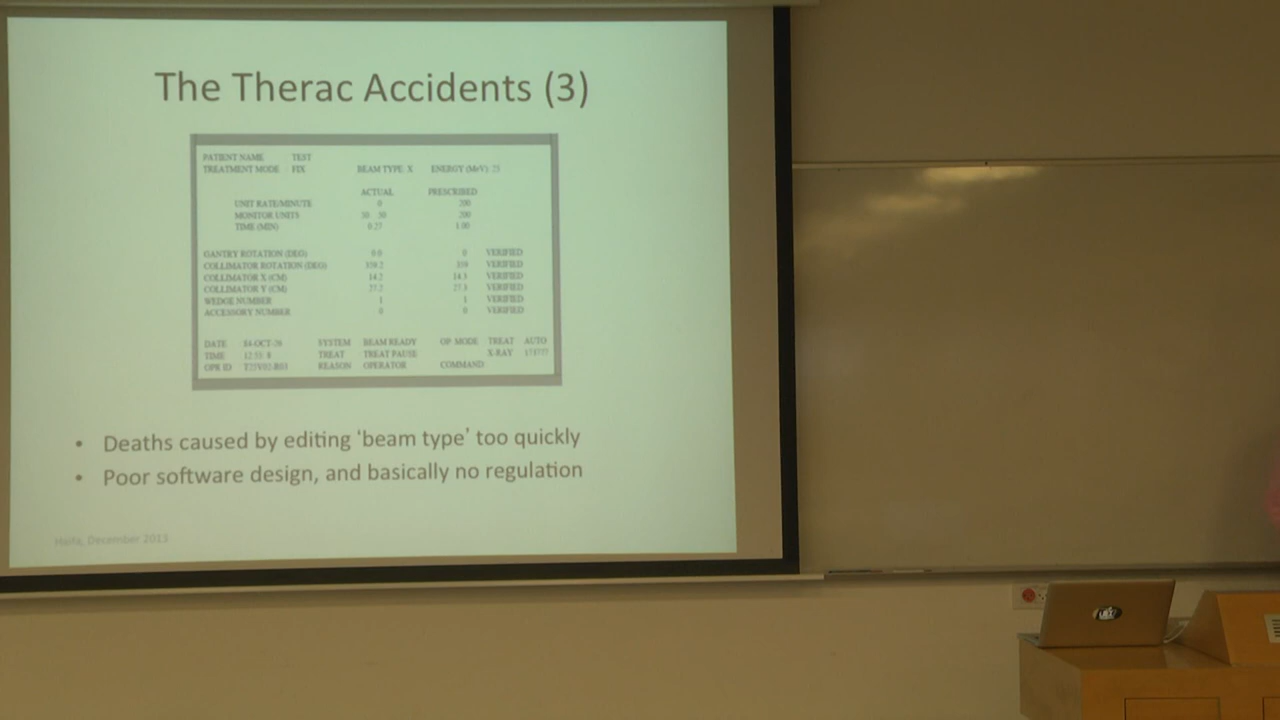 The Therac Accidents (3)
PATIENT NAME TEST
TREATMENT MODE FIX BEAM TYPE: X ENERGY (MeV): 25
ACTUAL PRESCRIBED
UNIT RATE/MINUTE 0 200
MONITOR UNITS 50 50 200
TIME (MIN) 0.27 1.00
GANTRY ROTATION (DEG) 0.0 0 VERIFIED
COLLIMATOR ROTATION (DEG) 359.2 359 VERIFIED
COLLIMATOR X (CM) 14.2 14.3 VERIFIED
COLLIMATOR Y (CM) 27.2 27.3 VERIFIED
WEDGE NUMBER 1 1 VERIFIED
ACCESSORY NUMBER 0 0 VERIFIED
DATE SYSTEM BEAM READY OP MODE TREAT AUTO
TIME TREAT TREAT PAUSE X-RAY
OPR ID REASON OPERATOR COMMAND
• Deaths caused by editing ‘beam type’ too quickly
• Poor software design, and basically no regulation
Haifa, December 2013